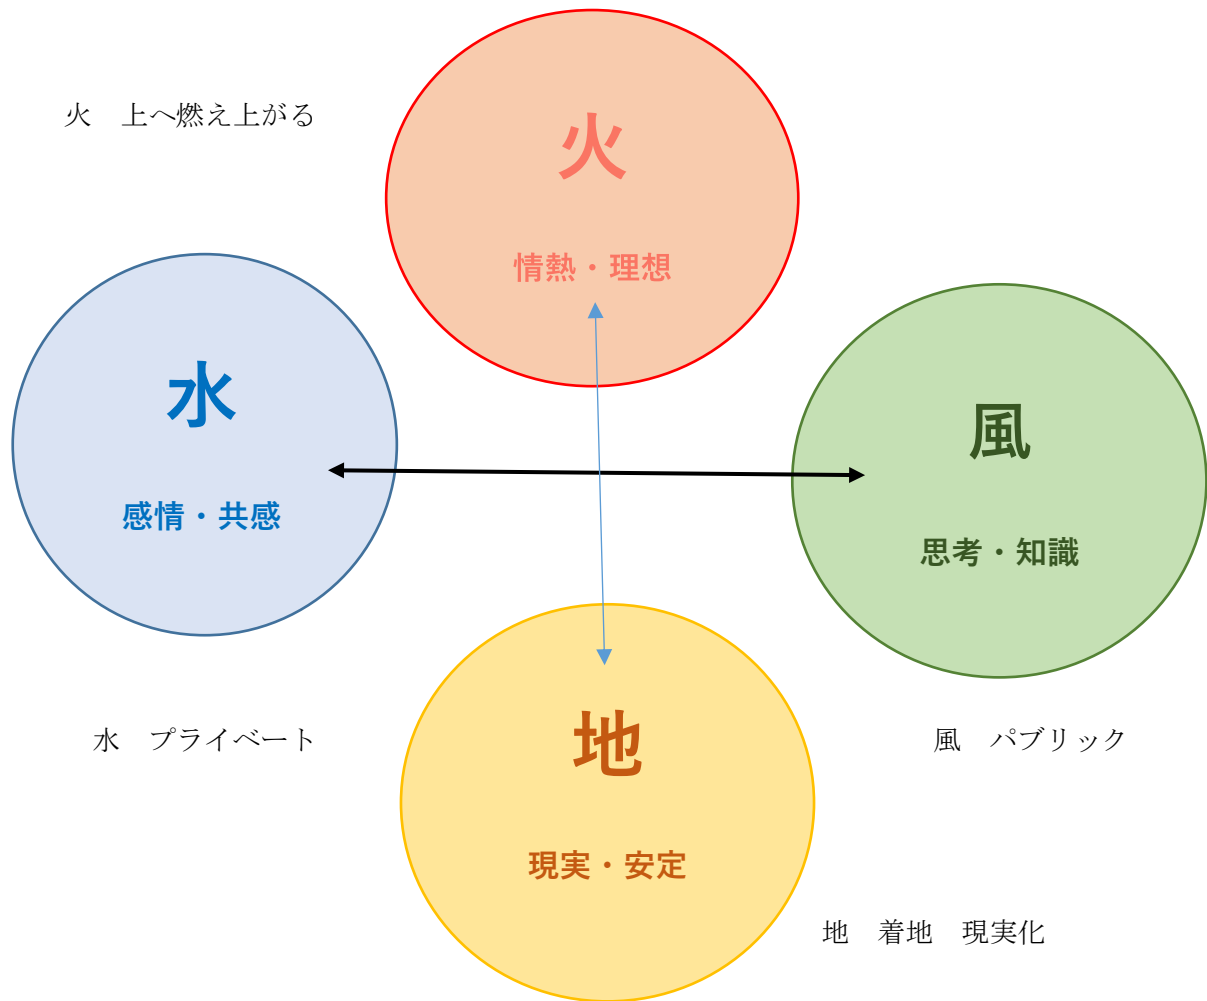 火　上へ燃え上がる
火
情熱・理想
水
感情・共感
風
思考・知識
水　プライベート
地
風　パブリック
現実・安定
地　着地　現実化